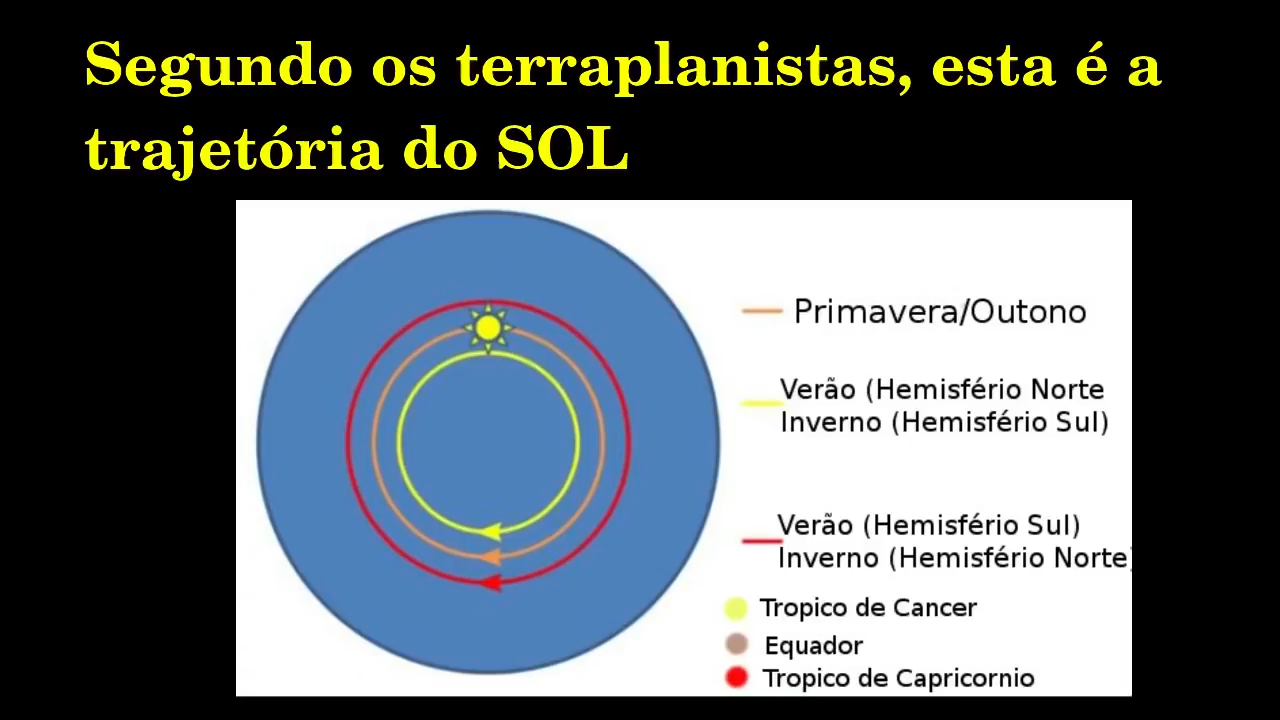 Segundo os terraplanistas, esta é a
trajetória do SOL
Primavera/Outono
Verão (Hemisfério Norte
Inverno (Hemisfério Sul)
Verão (Hemisfério Sul)
Inverno (Hemisfério Norte)
Tropico de Cancer
Equador
Tropico de Capricornio